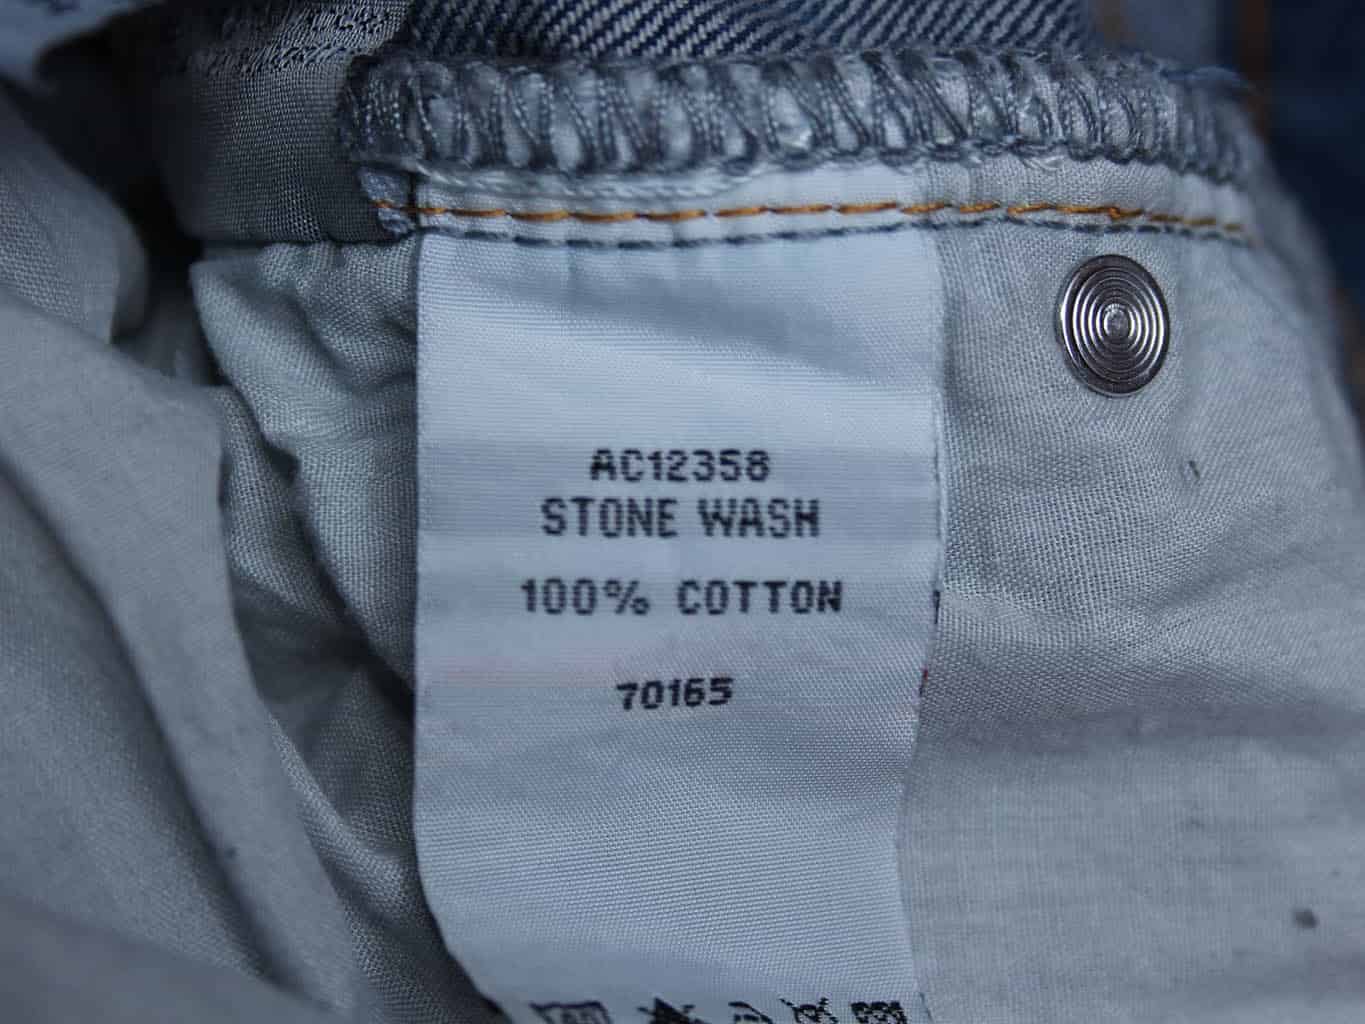 AC12358
STONE WASH
100% COTTON
70165